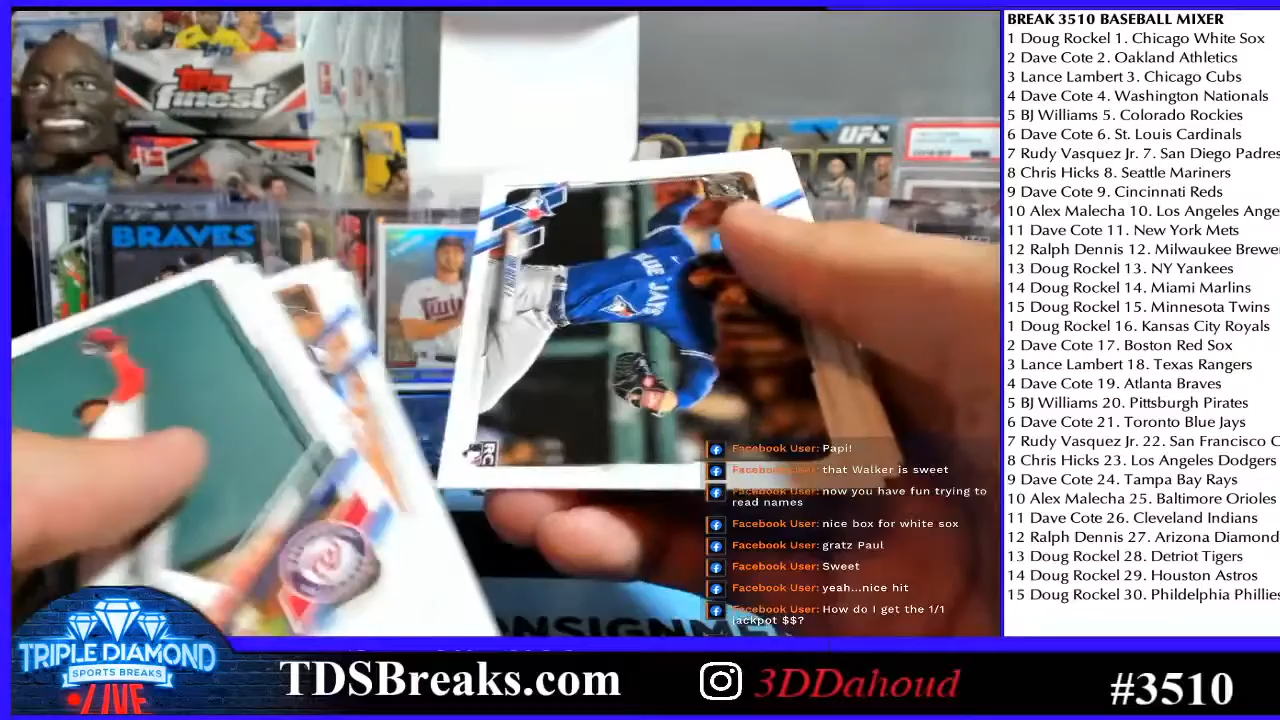 BREAK 3510 BASEBALL MIXER
1 Doug Rockel 1. Chicago White Sox
2 Dave Cote 2. Oakland Athletics
3 Lance Lambert 3. Chicago Cubs
4 Dave Cote 4. Washington Nationals
5 BJ Williams 5. Colorado Rockies
6 Dave Cote 6. St. Louis Cardinals
7 Rudy Vasquez Jr. 7. San Diego Padres
8 Chris Hicks 8. Seattle Mariners
9 Dave Cote 9. Cincinnati Reds
10 Alex Malecha 10. Los Angeles Ange
11 Dave Cote 11. New York Mets
12 Ralph Dennis 12. Milwaukee Brewe
13 Doug Rockel 13. NY Yankees
14 Doug Rockel 14. Miami Marlins
15 Doug Rockel 15. Minnesota Twins
1 Doug Rockel 16. Kansas City Royals
2 Dave Cote 17. Boston Red Sox
3 Lance Lambert 18. Texas Rangers
4 Dave Cote 19. Atlanta Braves
5 BJ Williams 20. Pittsburgh Pirates
6 Dave Cote 21. Toronto Blue Jays
7 Rudy Vasquez Jr. 22. San Francisco C
8 Chris Hicks 23. Los Angeles Dodgers
9 Dave Cote 24. Tampa Bay Rays
10 Alex Malecha 25. Baltimore Orioles
11 Dave Cote 26. Cleveland Indians
12 Ralph Dennis 27. Arizona Diamond
13 Doug Rockel 28. Detriot Tigers
14 Doug Rockel 29. Houston Astros
15 Doug Rockel 30. Phildelphia Phillies
Topps
finest
UFC
BRAVES
Twins
JAYS
RC
Facebook User: Papi!
Facebook User: that Walker is sweet
Facebook User: now you have fun trying to
read names
Facebook User: nice box for white sox
Facebook User: gratz Paul
Facebook User: Sweet
Facebook User: yeah...nice hit
Facebook User: How do I get the 1/1
jackpot $$?
TRIPLE DIAMOND
SPORTS BREAKS
LIVE
TDSBreaks.com
3DDahoud
#3510